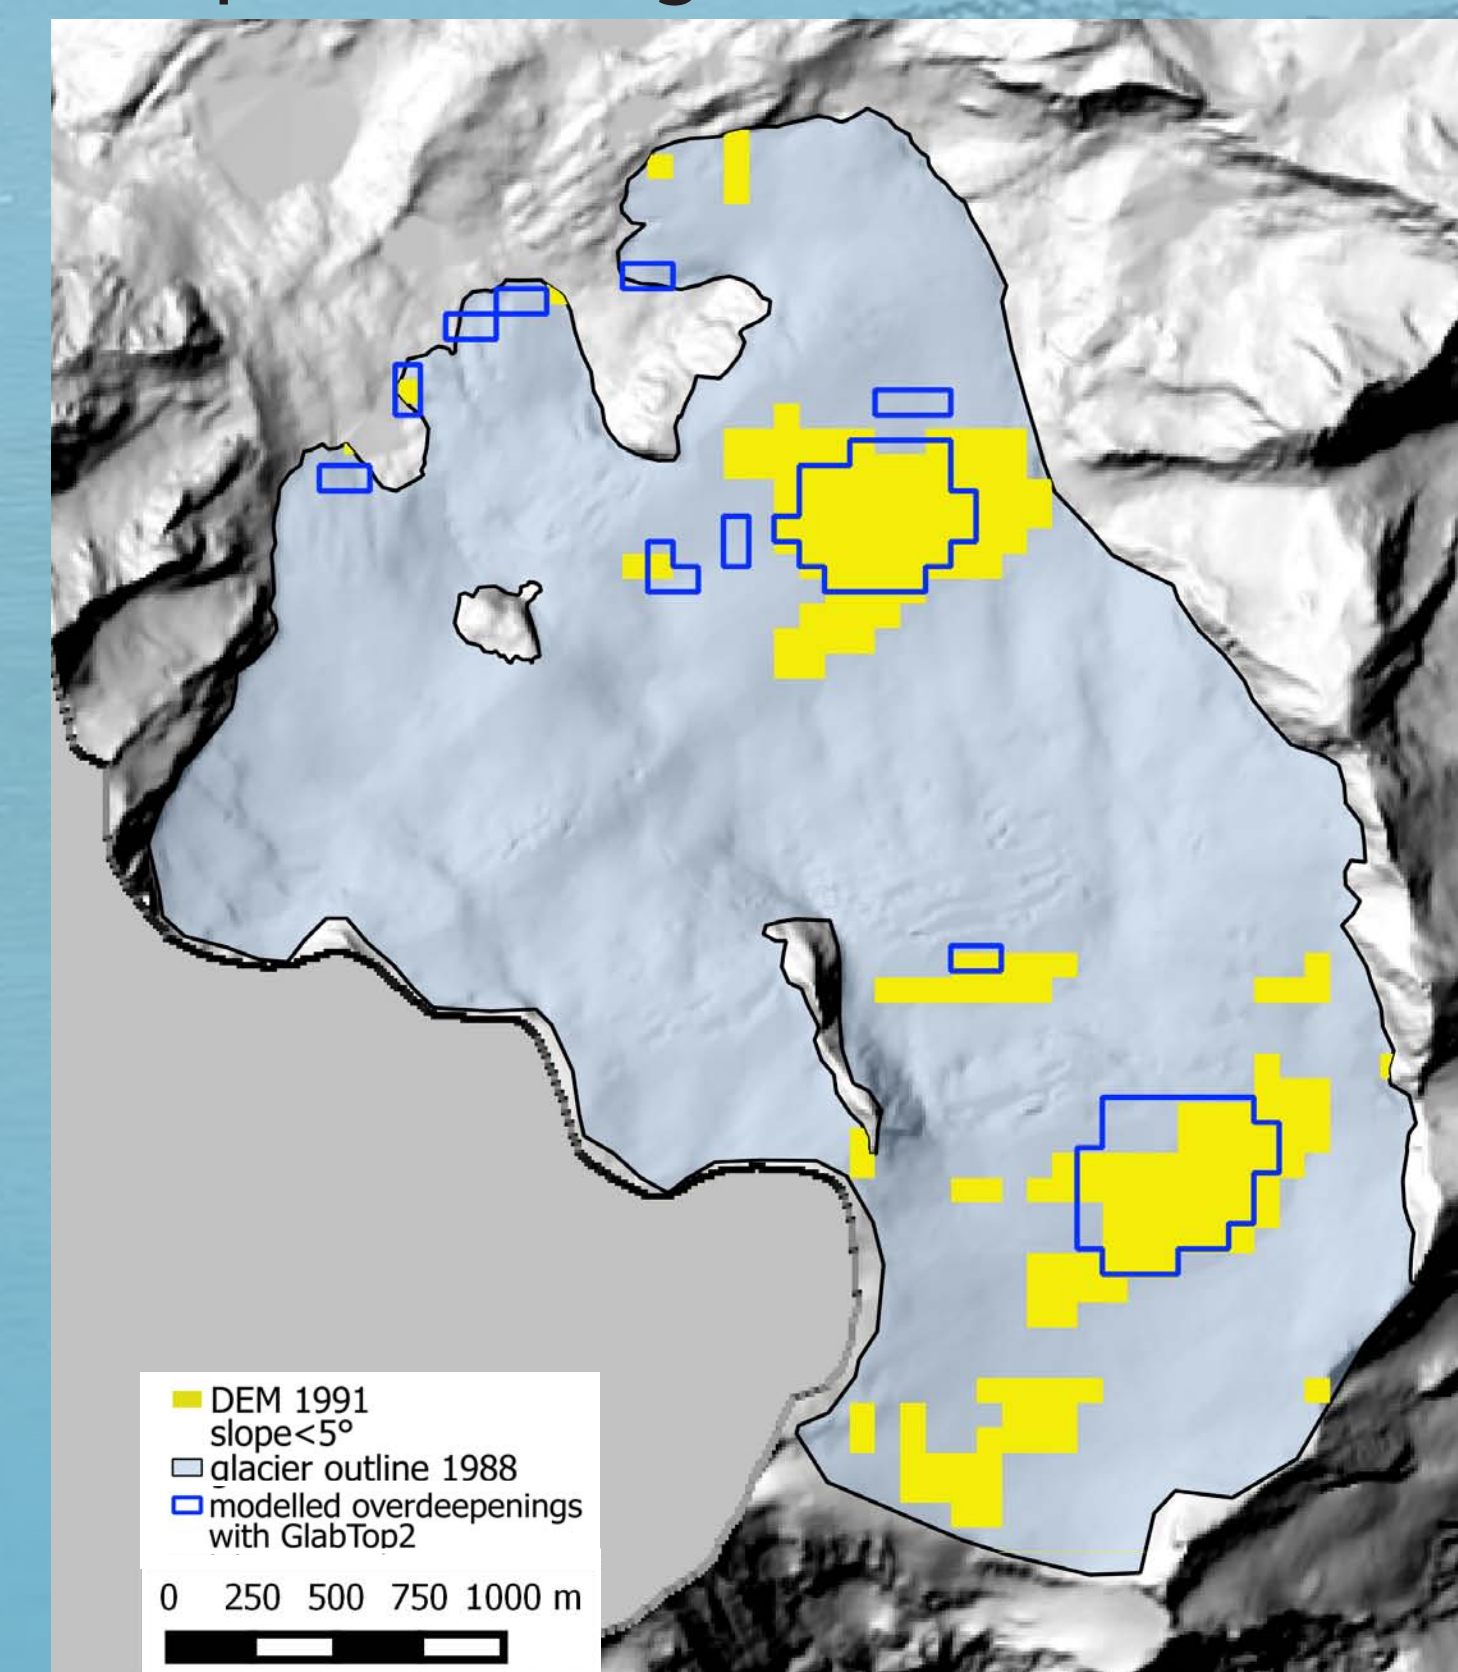 DEM 1991
slope<5°
glacier outline 1988
modelled overdeepenings
with GlabTop2
0 250 500 750 1000 m